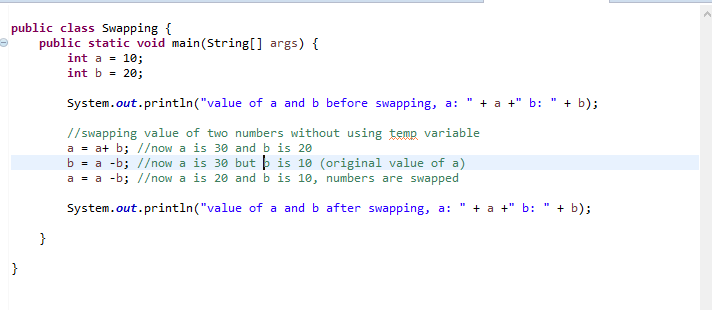 public class Swapping {
public static void main(String[] args) {
int a = 10;
int b = 20;
System.out.println("value of a and b before swapping, a: " + a +" b: " + b);
//swapping value of two numbers without using temp variable
a = a+ b; //now a is 30 and b is 20
b = a -b; //now a is 30 but b is 10 (original value of a)
a = a -b; //now a is 20 and b is 10, numbers are swapped
System.out.println("value of a and b after swapping, a: " + a +" b: " + b);
}
}